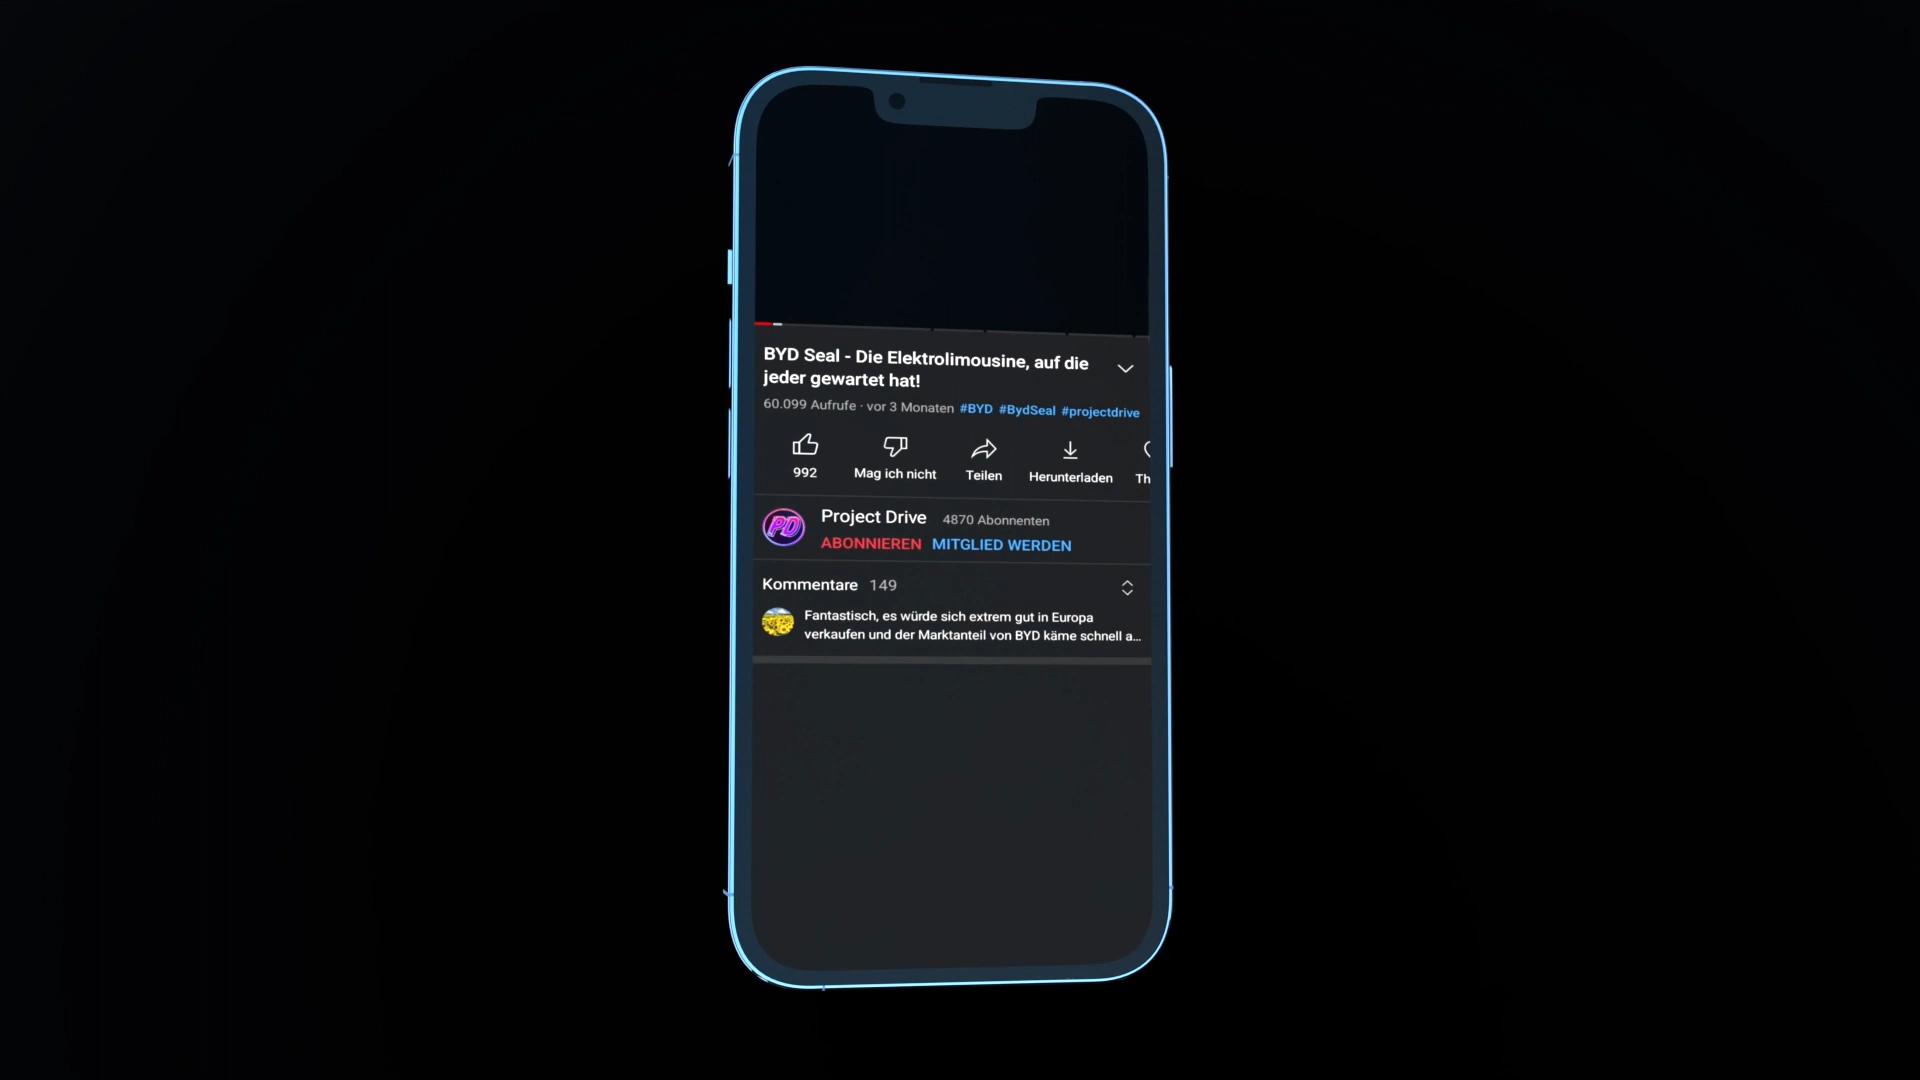 BYD Seal - Die Elektrolimousine, auf die
jeder gewartet hat!
60.099 Aufrufe · vor 3 Monaten #BYD #BydSeal #projectdrive
992 Mag ich nicht Teilen Herunterladen Th
PD
Project Drive 4870 Abonnenten
ABONNIEREN MITGLIED WERDEN
Kommentare 149
Fantastisch, es würde sich extrem gut in Europa
verkaufen und der Marktanteil von BYD käme schnell a...